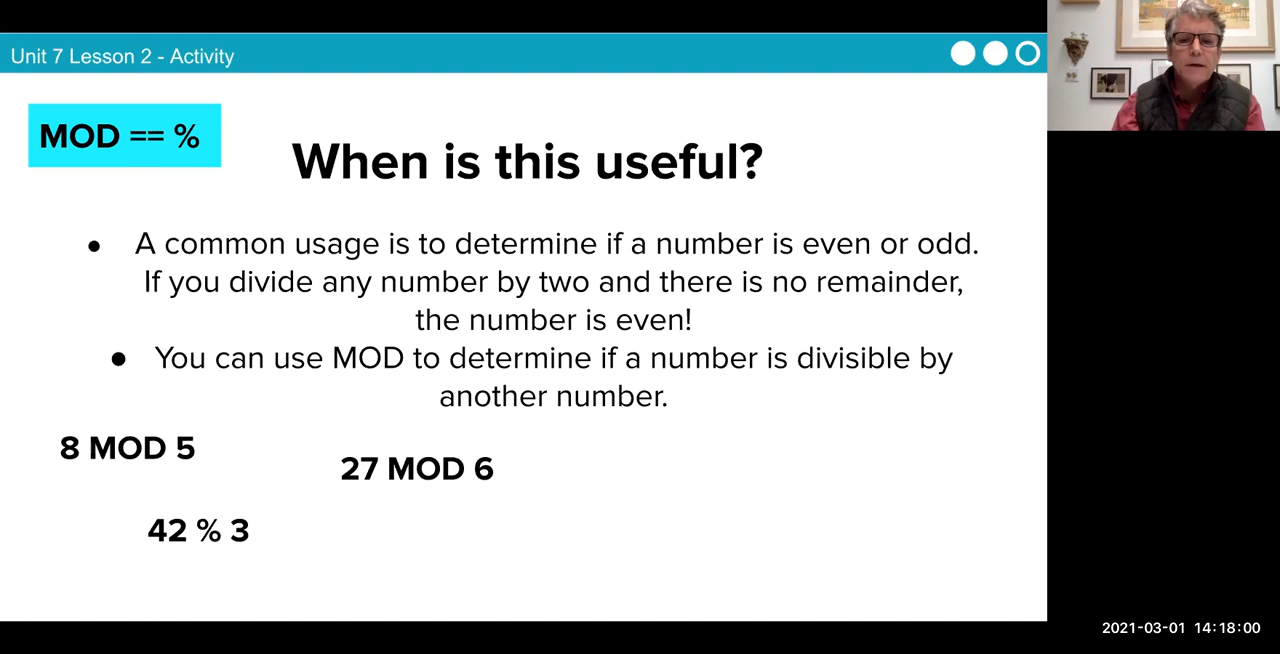 Unit 7 Lesson 2 - Activity
MOD == %
When is this useful?
● A common usage is to determine if a number is even or odd.
If you divide any number by two and there is no remainder,
the number is even!
● You can use MOD to determine if a number is divisible by
another number.
8 MOD 5
27 MOD 6
42 % 3
2021-03-01 14:18:00